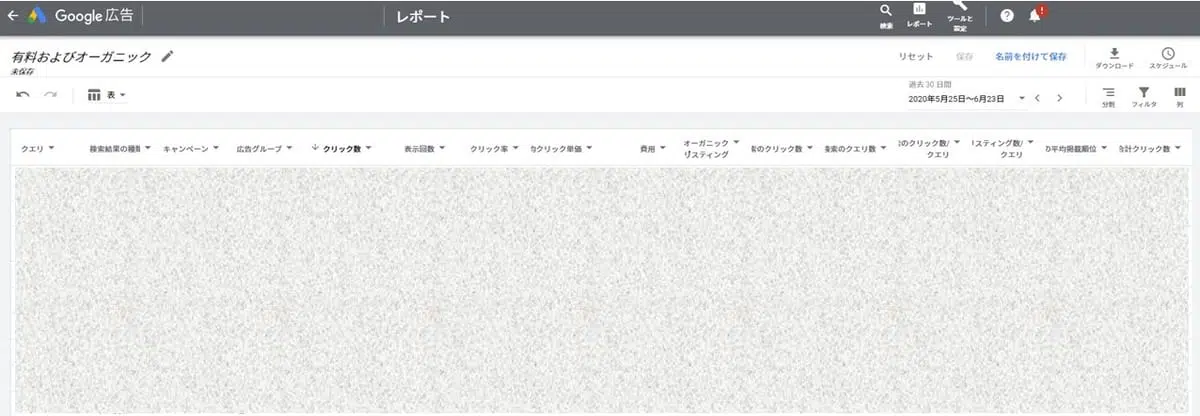 Google 広告
レポート
検索
レポート
ツールと
設定
!
有料およびオーガニック
未保存
リセット
保存
名前を付けて保存
ダウンロード
スケジュール
表
過去 30 日間
2020年5月25日～6月23日
分割
フィルタ
列
クエリ
検索結果の種類
キャンペーン
広告グループ
クリック数
表示回数
クリック率
クリック単価
費用
オーガニック
リスティング
のクリック数
検索のクエリ数
のクリック数/
クエリ
リスティング数/
クエリ
の平均掲載順位
合計クリック数